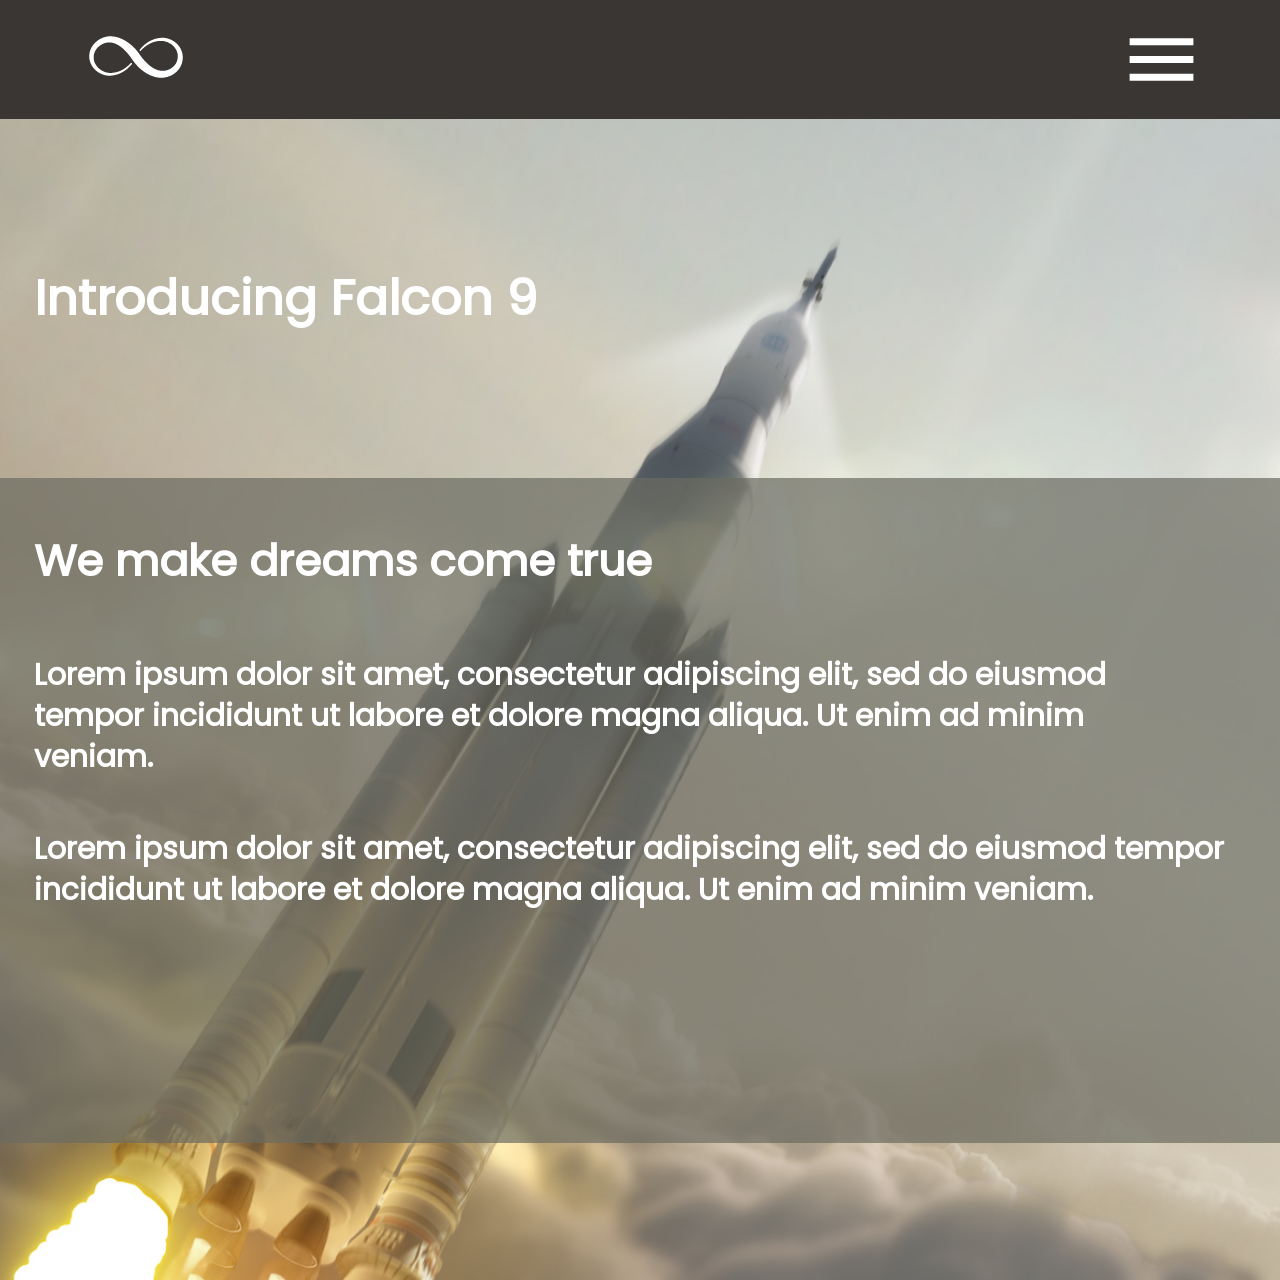 Introducing Falcon 9
We make dreams come true
Lorem ipsum dolor sit amet, consectetur adipiscing elit, sed do eiusmod
tempor incididunt ut labore et dolore magna aliqua. Ut enim ad minim
veniam.
Lorem ipsum dolor sit amet, consectetur adipiscing elit, sed do eiusmod tempor
incididunt ut labore et dolore magna aliqua. Ut enim ad minim veniam.